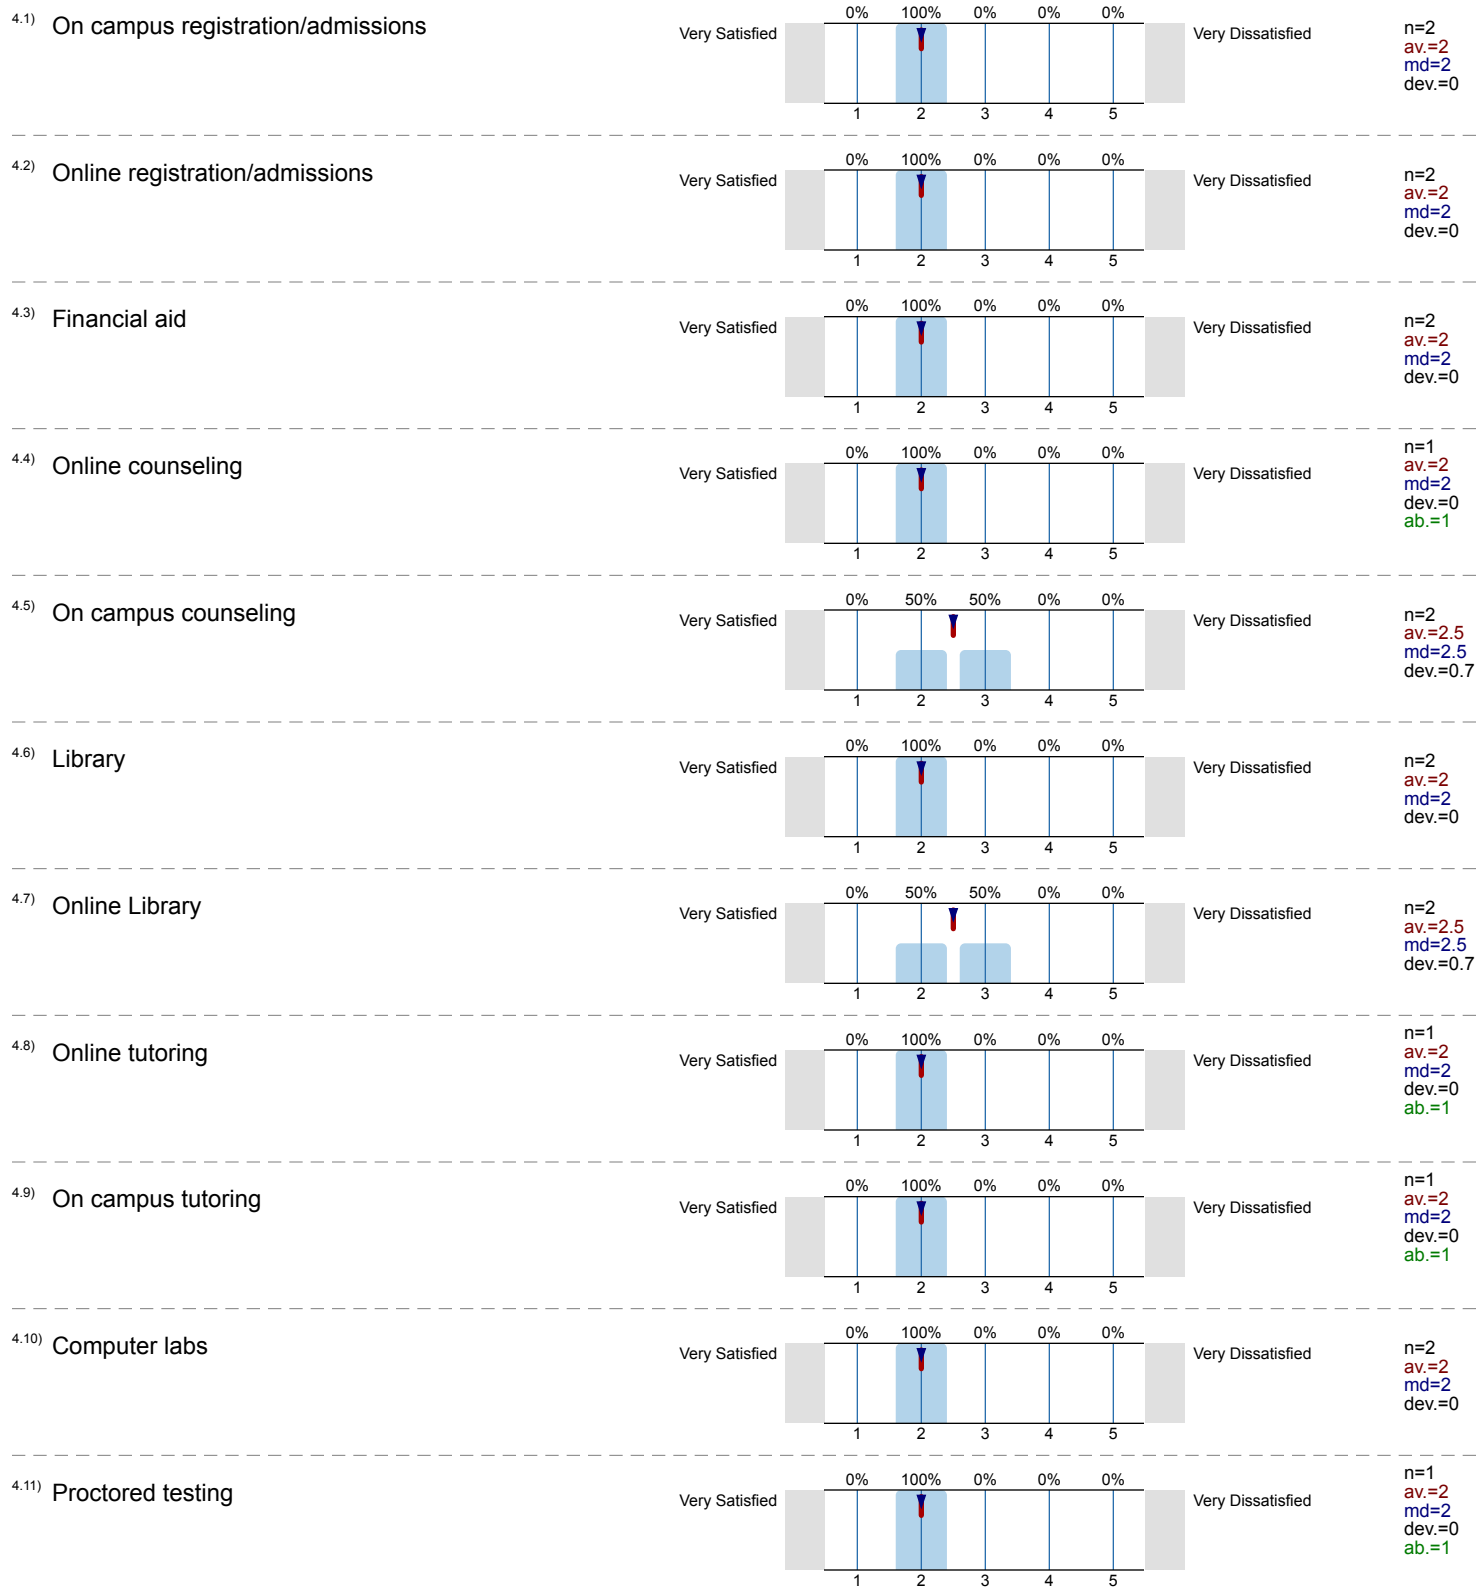 4.1) On campus registration/admissions
0% 100% 0% 0% 0%
Very Satisfied Very Dissatisfied
1 2 3 4 5
n=2
av.=2
md=2
dev.=0
4.2) Online registration/admissions
0% 100% 0% 0% 0%
Very Satisfied Very Dissatisfied
1 2 3 4 5
n=2
av.=2
md=2
dev.=0
4.3) Financial aid
0% 100% 0% 0% 0%
Very Satisfied Very Dissatisfied
1 2 3 4 5
n=2
av.=2
md=2
dev.=0
4.4) Online counseling
0% 100% 0% 0% 0%
Very Satisfied Very Dissatisfied
1 2 3 4 5
n=1
av.=2
md=2
dev.=0
ab.=1
4.5) On campus counseling
0% 50% 50% 0% 0%
Very Satisfied Very Dissatisfied
1 2 3 4 5
n=2
av.=2.5
md=2.5
dev.=0.7
4.6) Library
0% 100% 0% 0% 0%
Very Satisfied Very Dissatisfied
1 2 3 4 5
n=2
av.=2
md=2
dev.=0
4.7) Online Library
0% 50% 50% 0% 0%
Very Satisfied Very Dissatisfied
1 2 3 4 5
n=2
av.=2.5
md=2.5
dev.=0.7
4.8) Online tutoring
0% 100% 0% 0% 0%
Very Satisfied Very Dissatisfied
1 2 3 4 5
n=1
av.=2
md=2
dev.=0
ab.=1
4.9) On campus tutoring
0% 100% 0% 0% 0%
Very Satisfied Very Dissatisfied
1 2 3 4 5
n=1
av.=2
md=2
dev.=0
ab.=1
4.10) Computer labs
0% 100% 0% 0% 0%
Very Satisfied Very Dissatisfied
1 2 3 4 5
n=2
av.=2
md=2
dev.=0
4.11) Proctored testing
0% 100% 0% 0% 0%
Very Satisfied Very Dissatisfied
1 2 3 4 5
n=1
av.=2
md=2
dev.=0
ab.=1